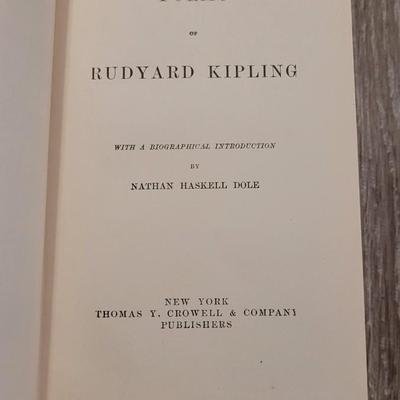 OF
RUDYARD KIPLING
WITH A BIOGRAPHICAL INTRODUCTION
BY
NATHAN HASKELL DOLE
NEW YORK
THOMAS Y. CROWELL & COMPANY
PUBLISHERS